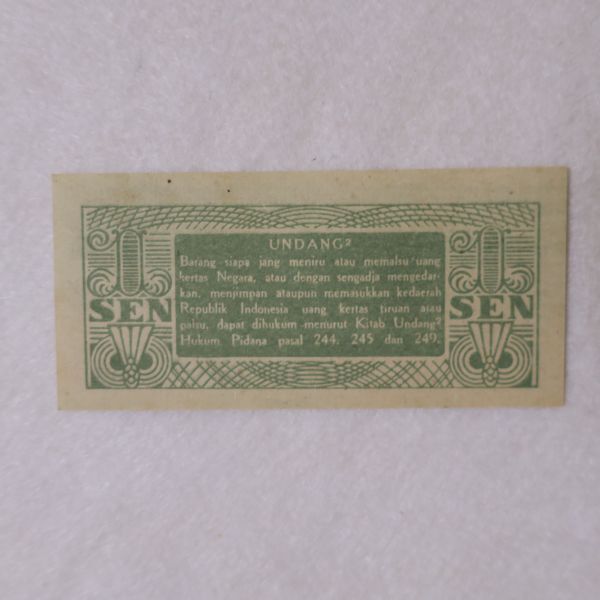 UNDANG²
Barang siapa jang meniru atau memalsu uang
kertas Negara, atau dengan sengadja mengedar-
kan, menjimpan ataupun memasukkan kedaerah
Republik Indonesia uang kertas tiruan atau
palsu, dapat dihukum menurut Kitab Undang²
Hukum Pidana pasal 244, 245 dan 249.
1
SEN
1
SEN